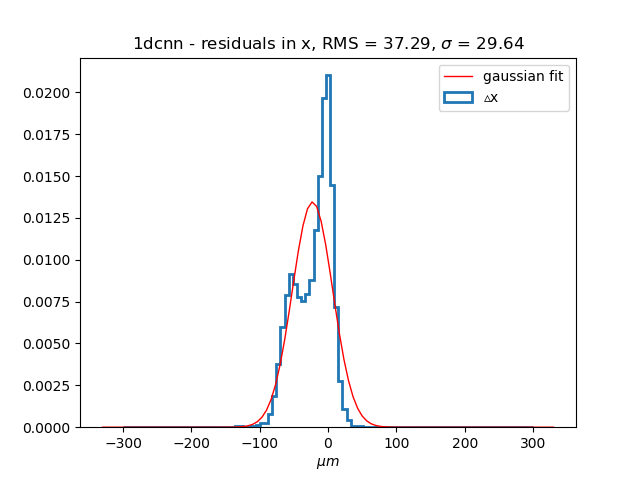 1dcnn - residuals in x, RMS = 37.29, σ = 29.64
gaussian fit
△x
0.0200
0.0175
0.0150
0.0125
0.0100
0.0075
0.0050
0.0025
0.0000
−300 −200 −100 0 100 200 300
μm